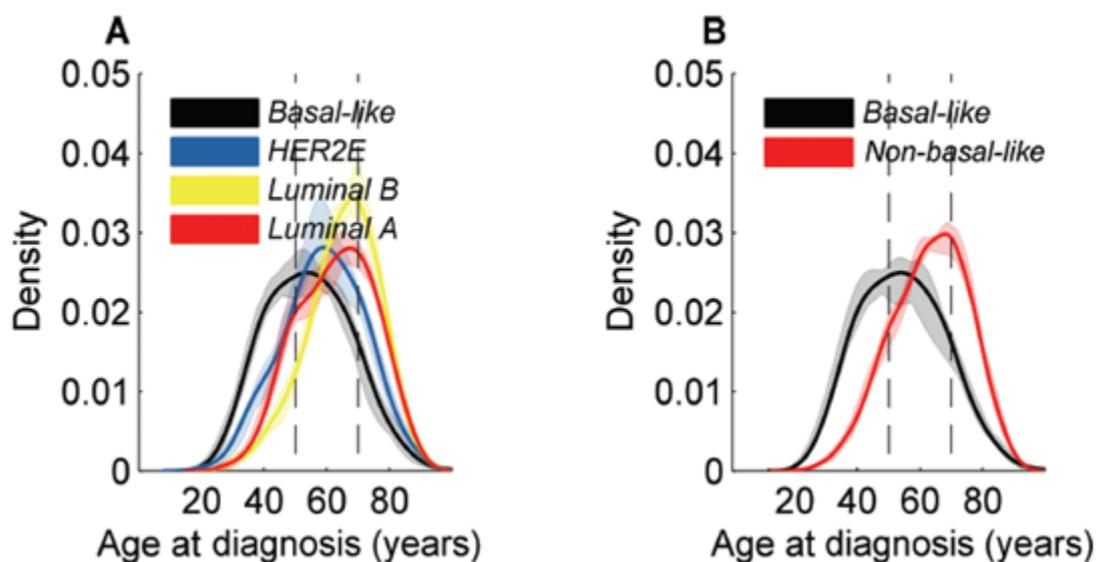 A
0.05
0.04
0.03
0.02
0.01
0
Density
Basal-like
HER2E
Luminal B
Luminal A
20 40 60 80
Age at diagnosis (years)
B
0.05
0.04
0.03
0.02
0.01
0
Density
Basal-like
Non-basal-like
20 40 60 80
Age at diagnosis (years)